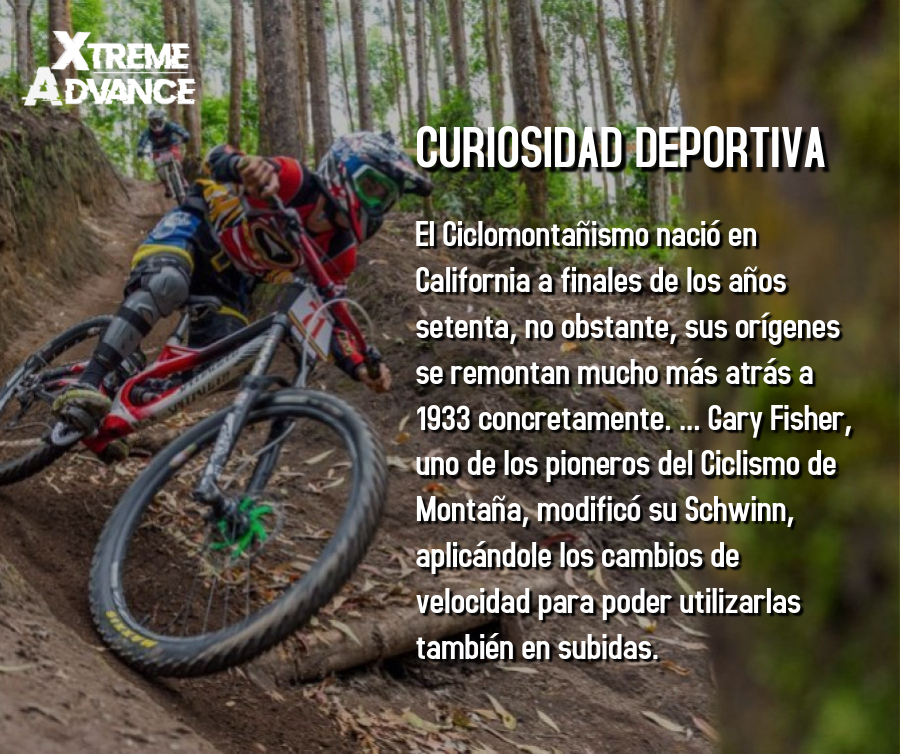 XTREME
ADVANCE
CURIOSIDAD DEPORTIVA
El Ciclomontañismo nació en
California a finales de los años
setenta, no obstante, sus orígenes
se remontan mucho más atrás a
1933 concretamente. ... Gary Fisher,
uno de los pioneros del Ciclismo de
Montaña, modificó su Schwinn,
aplicándole los cambios de
velocidad para poder utilizarlas
también en subidas.